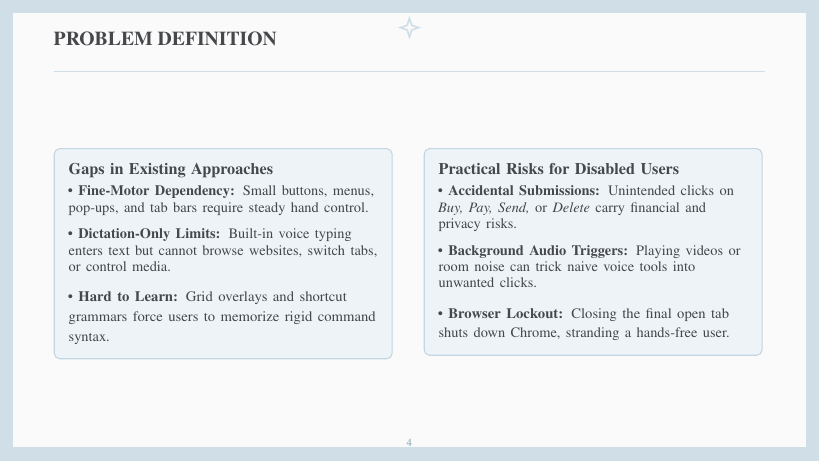 PROBLEM DEFINITION
Gaps in Existing Approaches
• Fine-Motor Dependency: Small buttons, menus,
pop-ups, and tab bars require steady hand control.
• Dictation-Only Limits: Built-in voice typing
enters text but cannot browse websites, switch tabs,
or control media.
• Hard to Learn: Grid overlays and shortcut
grammars force users to memorize rigid command
syntax.
Practical Risks for Disabled Users
• Accidental Submissions: Unintended clicks on
Buy, Pay, Send, or Delete carry financial and
privacy risks.
• Background Audio Triggers: Playing videos or
room noise can trick naive voice tools into
unwanted clicks.
• Browser Lockout: Closing the final open tab
shuts down Chrome, stranding a hands-free user.
4